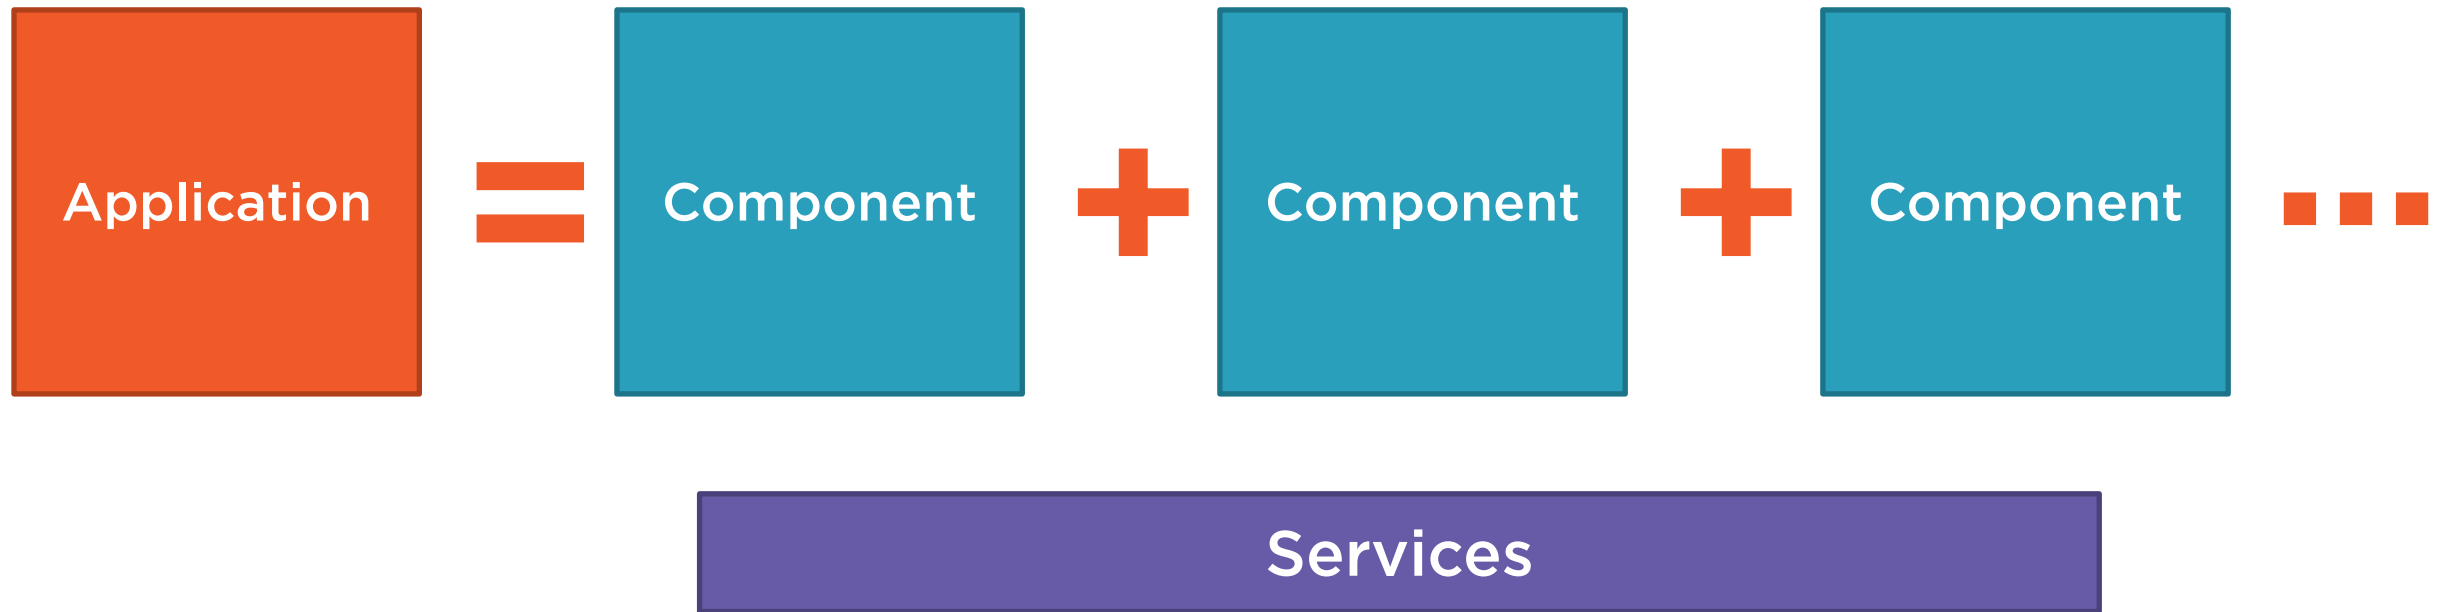 Application = Component + Component + Component ...
Services